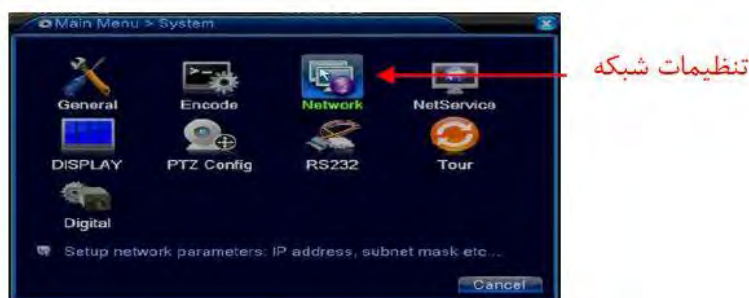 Main Menu > System
General Encode Network NetService
DISPLAY PTZ Config RS232 Tour
Digital
Setup network parameters: IP address, subnet mask etc...
Cancel
تنظیمات شبکه